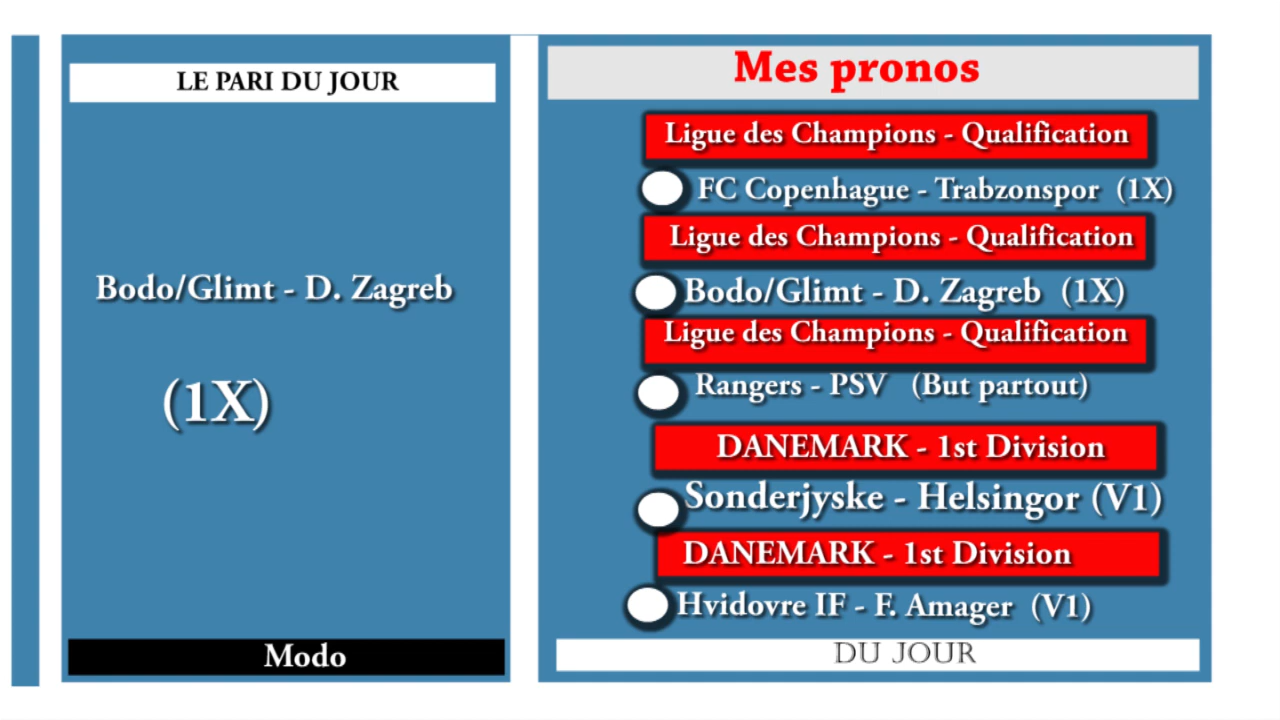 LE PARI DU JOUR
Bodo/Glimt - D. Zagreb
(1X)
Modo
Mes pronos
Ligue des Champions - Qualification
FC Copenhague - Trabzonspor (1X)
Ligue des Champions - Qualification
Bodo/Glimt - D. Zagreb (1X)
Ligue des Champions - Qualification
Rangers - PSV (But partout)
DANEMARK - 1st Division
Sonderjyske - Helsingor (V1)
DANEMARK - 1st Division
Hvidovre IF - F. Amager (V1)
DU JOUR